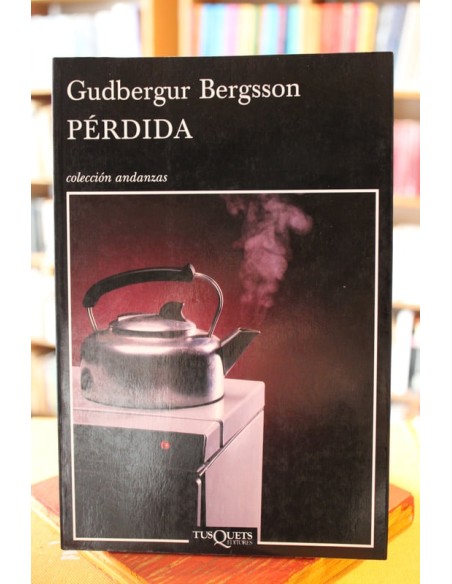 Gudbergur Bergsson
PÉRDIDA
colección andanzas
TUSQUETS
EDITORES